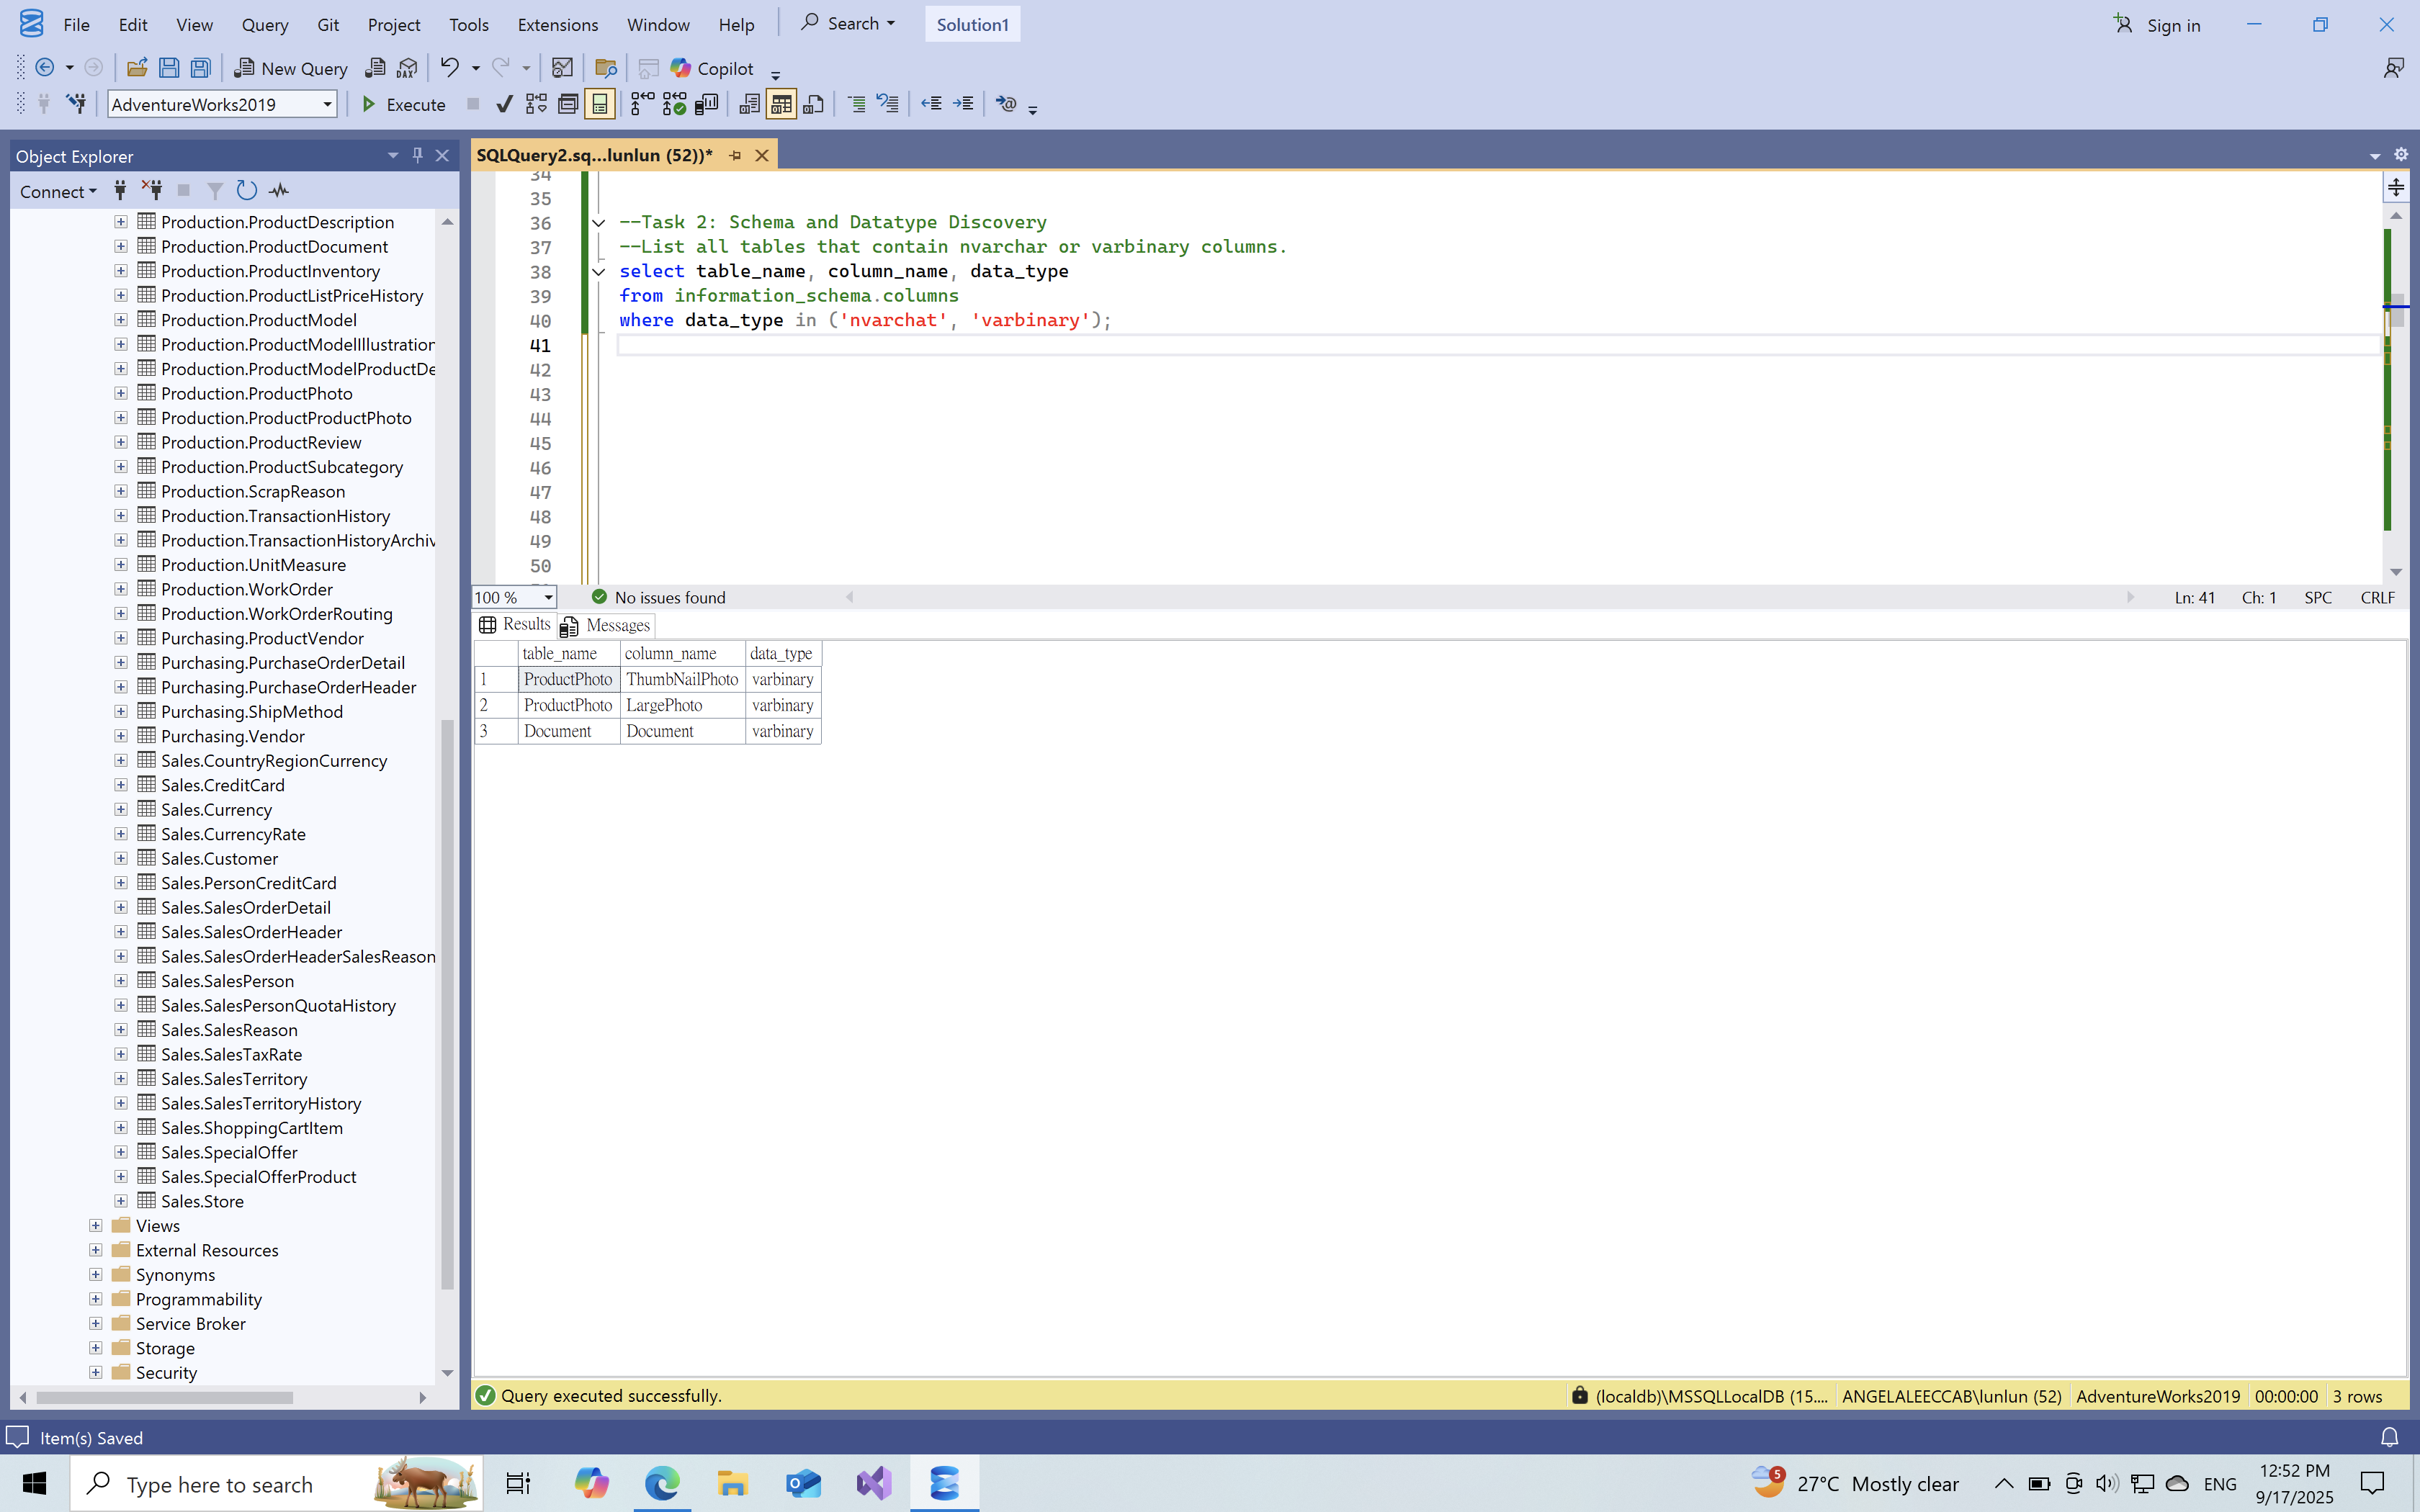 File Edit View Query Git Project Tools Extensions Window Help Search Solution1 Sign in
New Query DAX Copilot
AdventureWorks2019 Execute
Object Explorer
Connect
Production.ProductDescription
Production.ProductDocument
Production.ProductInventory
Production.ProductListPriceHistory
Production.ProductModel
Production.ProductModelIllustration
Production.ProductModelProductDe
Production.ProductPhoto
Production.ProductProductPhoto
Production.ProductReview
Production.ProductSubcategory
Production.ScrapReason
Production.TransactionHistory
Production.TransactionHistoryArchiv
Production.UnitMeasure
Production.WorkOrder
Production.WorkOrderRouting
Purchasing.ProductVendor
Purchasing.PurchaseOrderDetail
Purchasing.PurchaseOrderHeader
Purchasing.ShipMethod
Purchasing.Vendor
Sales.CountryRegionCurrency
Sales.CreditCard
Sales.Currency
Sales.CurrencyRate
Sales.Customer
Sales.PersonCreditCard
Sales.SalesOrderDetail
Sales.SalesOrderHeader
Sales.SalesOrderHeaderSalesReason
Sales.SalesPerson
Sales.SalesPersonQuotaHistory
Sales.SalesReason
Sales.SalesTaxRate
Sales.SalesTerritory
Sales.SalesTerritoryHistory
Sales.ShoppingCartItem
Sales.SpecialOffer
Sales.SpecialOfferProduct
Sales.Store
Views
External Resources
Synonyms
Programmability
Service Broker
Storage
Security
SQLQuery2.sq...lunlun (52))*
34
35
36 --Task 2: Schema and Datatype Discovery
37 --List all tables that contain nvarchar or varbinary columns.
38 select table_name, column_name, data_type
39 from information_schema.columns
40 where data_type in ('nvarchat', 'varbinary');
41
42
43
44
45
46
47
48
49
50
100 % No issues found Ln: 41 Ch: 1 SPC CRLF
Results Messages
table_name column_name data_type
1 ProductPhoto ThumbNailPhoto varbinary
2 ProductPhoto LargePhoto varbinary
3 Document Document varbinary
Query executed successfully. (localdb)\MSSQLLocalDB (15.... ANGELALEECCAB\lunlun (52) AdventureWorks2019 00:00:00 3 rows
Item(s) Saved
Type here to search 5 27°C Mostly clear ENG 12:52 PM
9/17/2025